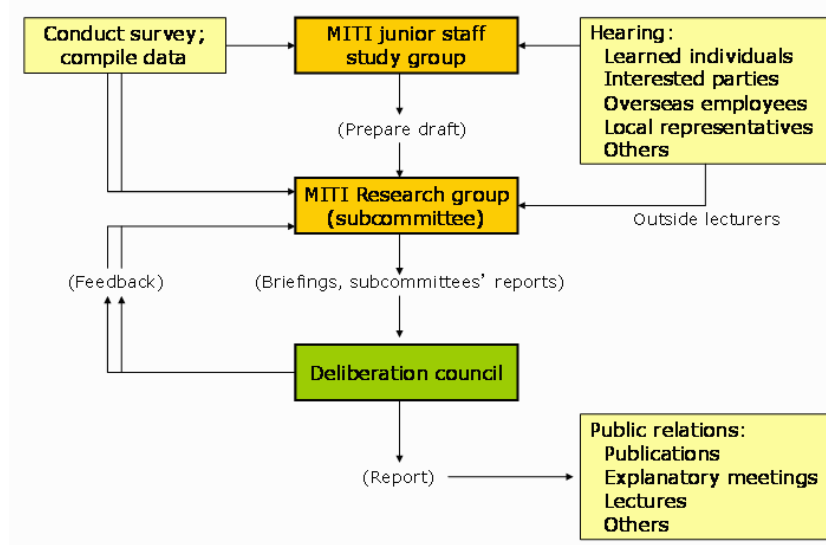 Conduct survey;
compile data
MITI junior staff
study group
Hearing:
Learned individuals
Interested parties
Overseas employees
Local representatives
Others
(Prepare draft)
MITI Research group
(subcommittee)
Outside lecturers
(Feedback)
(Briefings, subcommittees’ reports)
Deliberation council
(Report)
Public relations:
Publications
Explanatory meetings
Lectures
Others